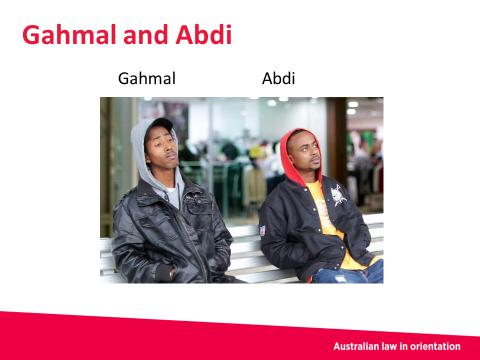 Gahmal and Abdi
Gahmal Abdi
Australian law in orientation